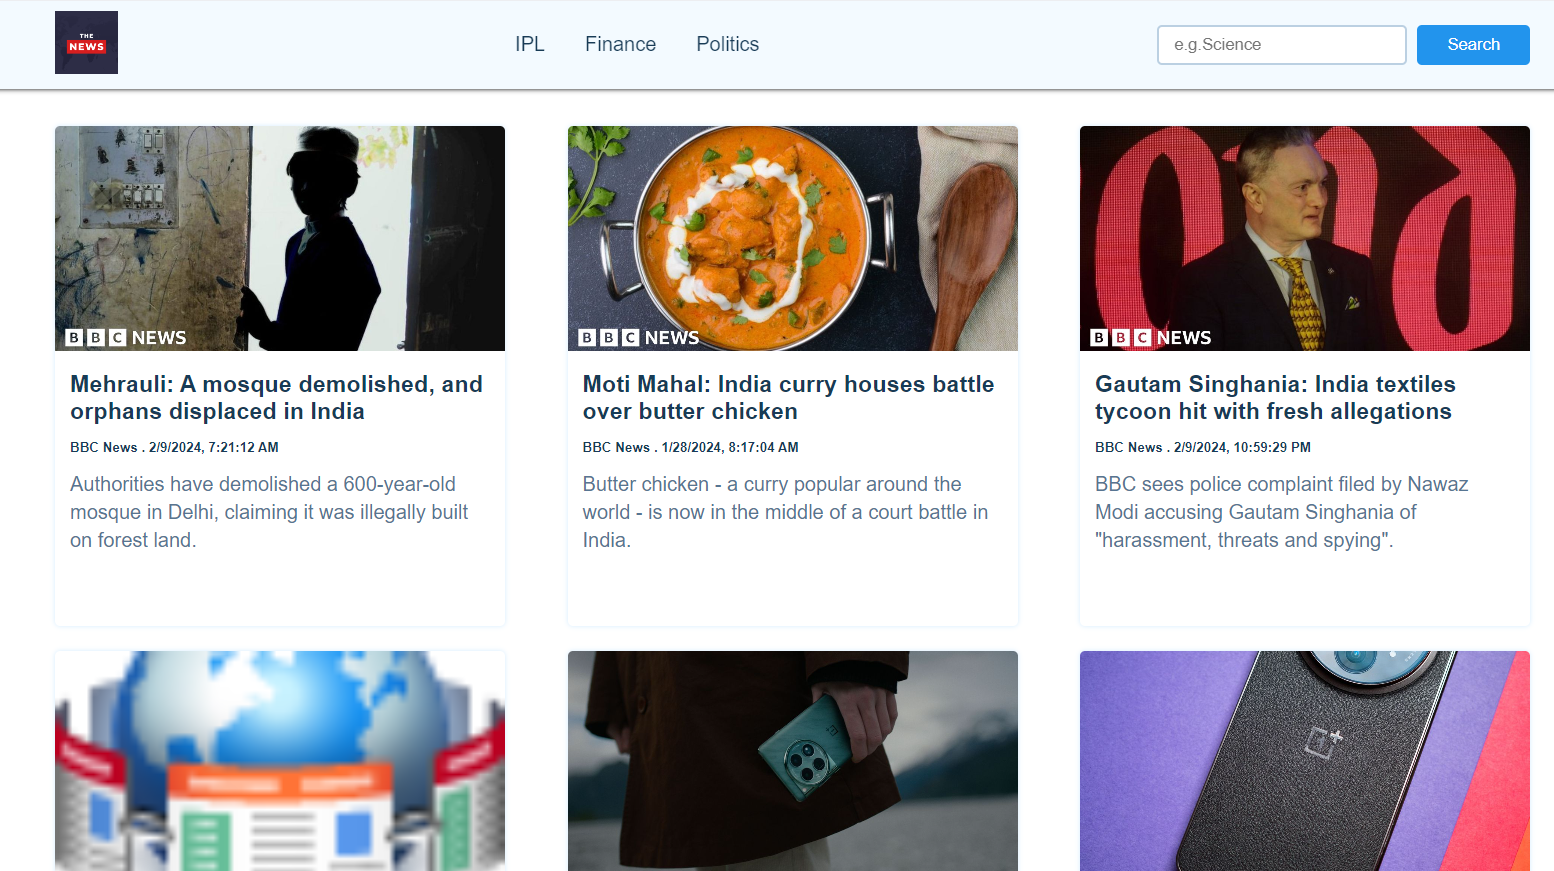 THE
NEWS
IPL
Finance
Politics
e.g.Science
Search
BBC NEWS
BBC NEWS
BBC NEWS
Mehrauli: A mosque demolished, and
orphans displaced in India
BBC News . 2/9/2024, 7:21:12 AM
Authorities have demolished a 600-year-old
mosque in Delhi, claiming it was illegally built
on forest land.
Moti Mahal: India curry houses battle
over butter chicken
BBC News . 1/28/2024, 8:17:04 AM
Butter chicken - a curry popular around the
world - is now in the middle of a court battle in
India.
Gautam Singhania: India textiles
tycoon hit with fresh allegations
BBC News . 2/9/2024, 10:59:29 PM
BBC sees police complaint filed by Nawaz
Modi accusing Gautam Singhania of
"harassment, threats and spying".